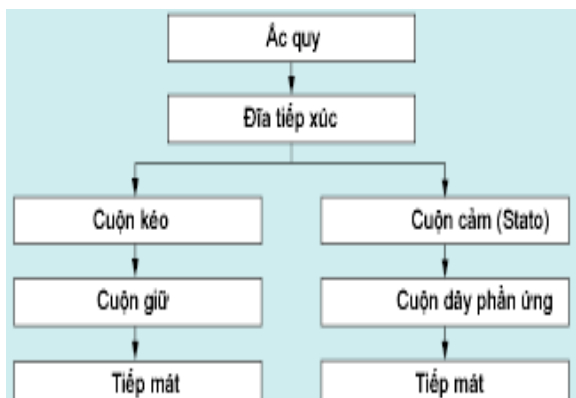 Ắc quy
Đĩa tiếp xúc
Cuộn kéo
Cuộn cảm (Stato)
Cuộn giữ
Cuộn dây phần ứng
Tiếp mát
Tiếp mát